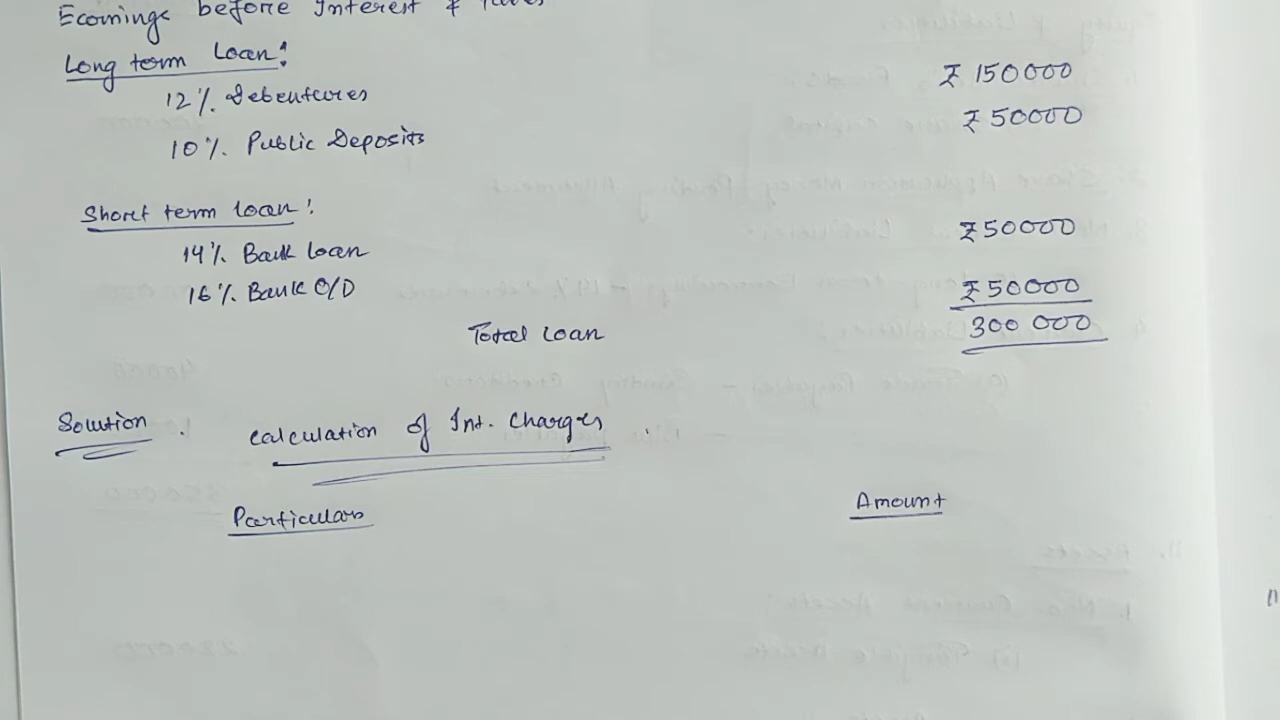 Earnings before Interest &
Long term Loan:
12%. Debentures ₹ 150000
10%. Public Deposits ₹ 50000
Short term loan:
14%. Bank loan ₹ 50000
16%. Bank O/D ₹ 50000
Total Loan 300 000
Solution. Calculation of Int. Charges
Particulars Amount